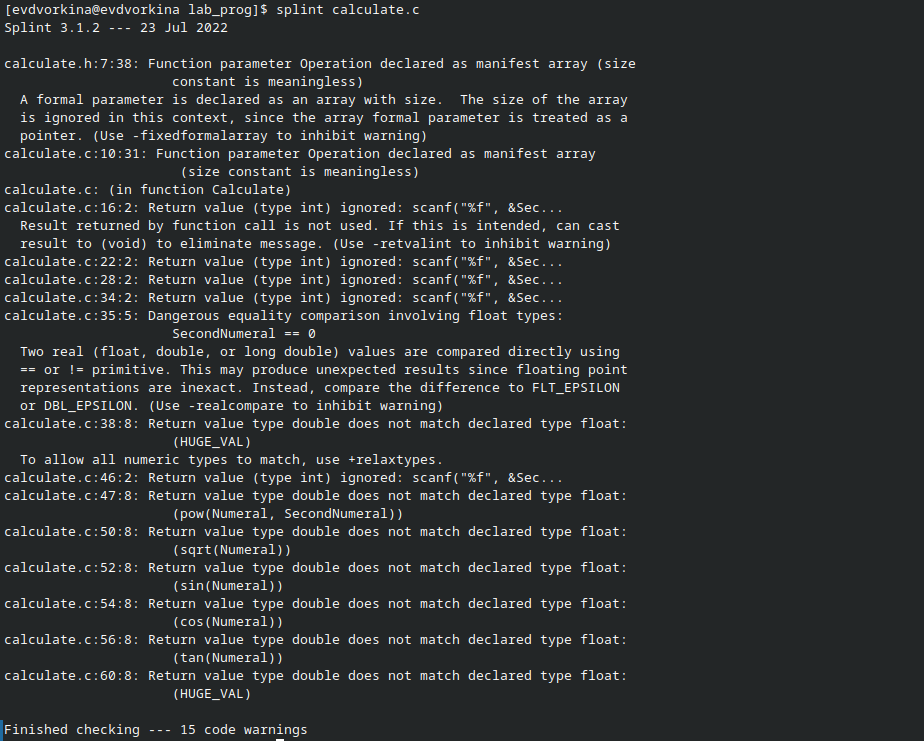 [evdvorkina@evdvorkina lab_prog]$ splint calculate.c
Splint 3.1.2 --- 23 Jul 2022

calculate.h:7:38: Function parameter Operation declared as manifest array (size
                     constant is meaningless)
  A formal parameter is declared as an array with size.  The size of the array
  is ignored in this context, since the array formal parameter is treated as a
  pointer. (Use -fixedformalarray to inhibit warning)
calculate.c:10:31: Function parameter Operation declared as manifest array
                      (size constant is meaningless)
calculate.c: (in function Calculate)
calculate.c:16:2: Return value (type int) ignored: scanf("%f", &Sec...
  Result returned by function call is not used. If this is intended, can cast
  result to (void) to eliminate message. (Use -retvalint to inhibit warning)
calculate.c:22:2: Return value (type int) ignored: scanf("%f", &Sec...
calculate.c:28:2: Return value (type int) ignored: scanf("%f", &Sec...
calculate.c:34:2: Return value (type int) ignored: scanf("%f", &Sec...
calculate.c:35:5: Dangerous equality comparison involving float types:
                     SecondNumeral == 0
  Two real (float, double, or long double) values are compared directly using
  == or != primitive. This may produce unexpected results since floating point
  representations are inexact. Instead, compare the difference to FLT_EPSILON
  or DBL_EPSILON. (Use -realcompare to inhibit warning)
calculate.c:38:8: Return value type double does not match declared type float:
                     (HUGE_VAL)
  To allow all numeric types to match, use +relaxtypes.
calculate.c:46:2: Return value (type int) ignored: scanf("%f", &Sec...
calculate.c:47:8: Return value type double does not match declared type float:
                     (pow(Numeral, SecondNumeral))
calculate.c:50:8: Return value type double does not match declared type float:
                     (sqrt(Numeral))
calculate.c:52:8: Return value type double does not match declared type float:
                     (sin(Numeral))
calculate.c:54:8: Return value type double does not match declared type float:
                     (cos(Numeral))
calculate.c:56:8: Return value type double does not match declared type float:
                     (tan(Numeral))
calculate.c:60:8: Return value type double does not match declared type float:
                     (HUGE_VAL)

Finished checking --- 15 code warnings